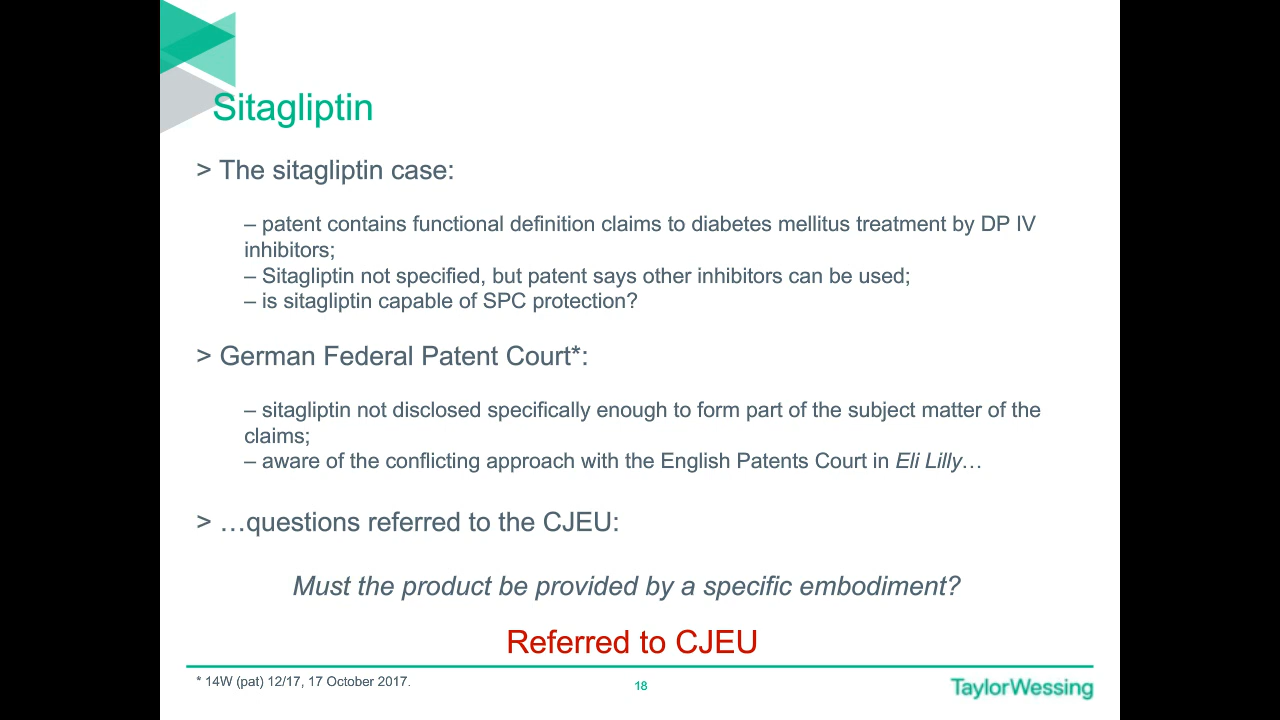 Sitagliptin
> The sitagliptin case:
– patent contains functional definition claims to diabetes mellitus treatment by DP IV
inhibitors;
– Sitagliptin not specified, but patent says other inhibitors can be used;
– is sitagliptin capable of SPC protection?
> German Federal Patent Court*:
– sitagliptin not disclosed specifically enough to form part of the subject matter of the
claims;
– aware of the conflicting approach with the English Patents Court in Eli Lilly…
> …questions referred to the CJEU:
Must the product be provided by a specific embodiment?
Referred to CJEU
* 14W (pat) 12/17, 17 October 2017.
18
TaylorWessing